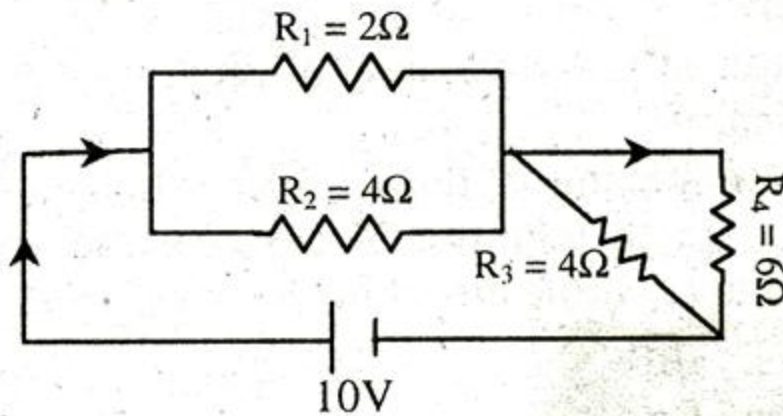 R₁ = 2Ω
R₂ = 4Ω
R₃ = 4Ω
R₄ = 6Ω
10V